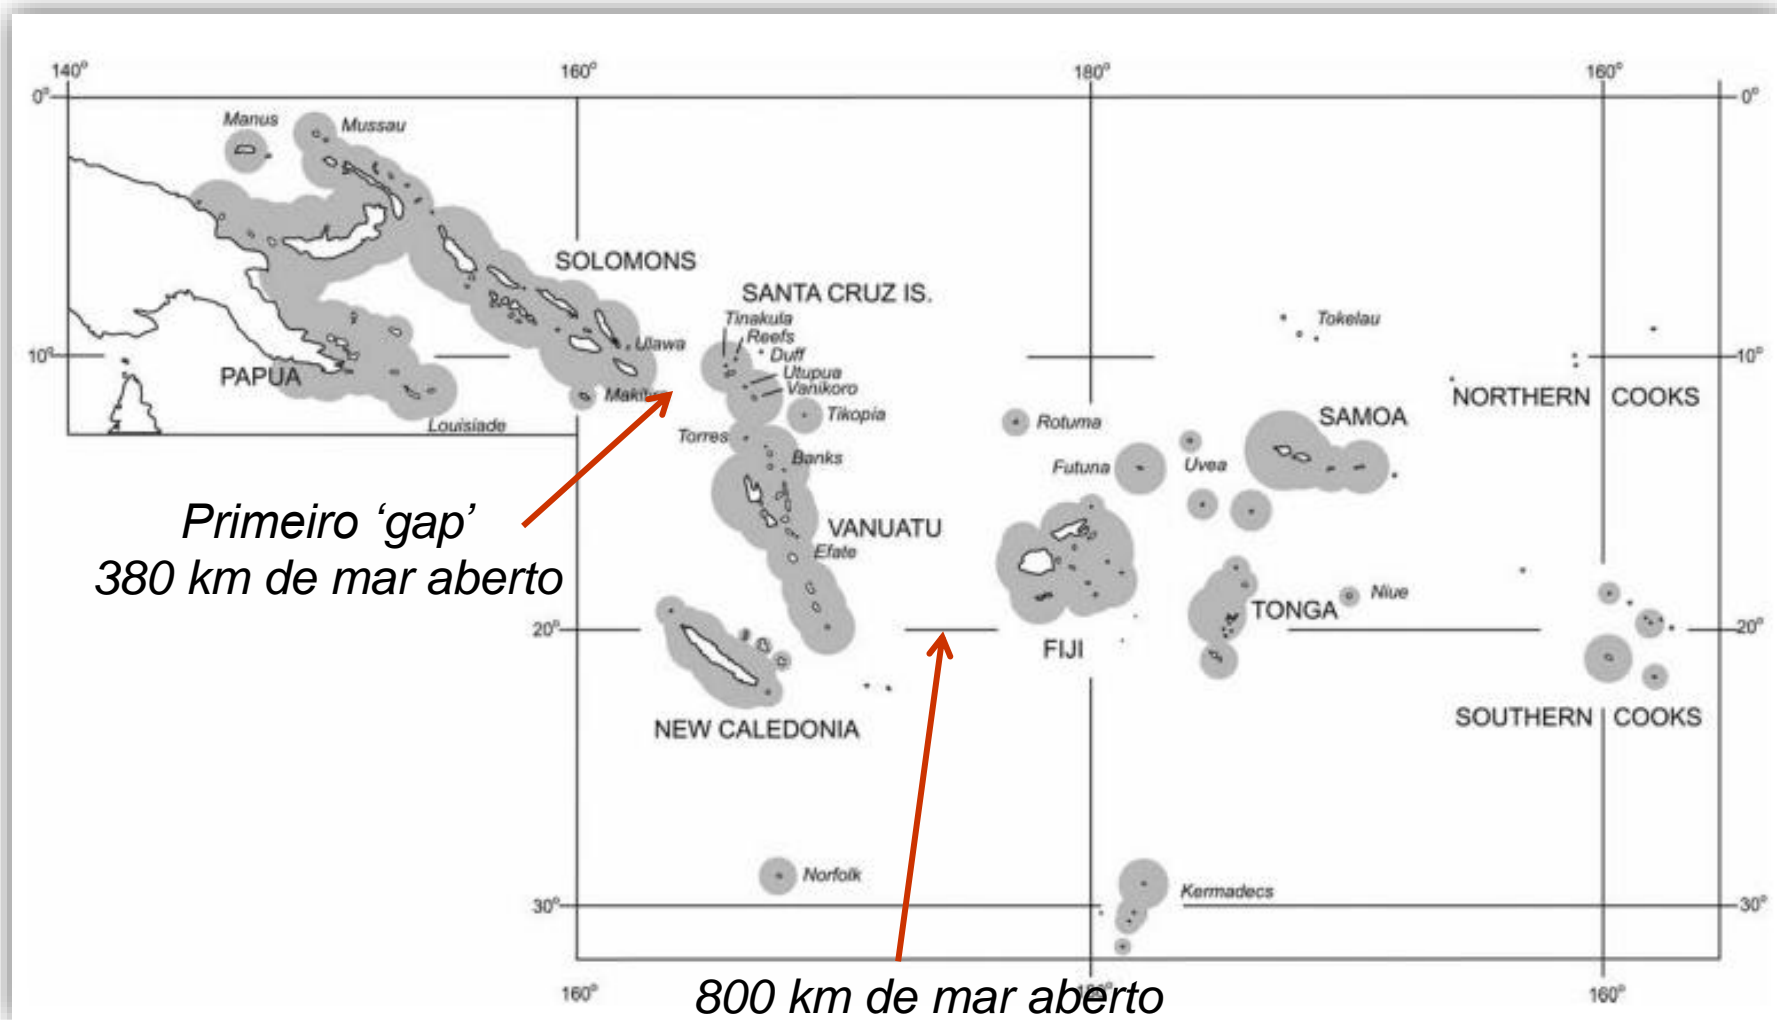 140°
160°
180°
160°
0°
0°
Manus
Mussau
SOLOMONS
SANTA CRUZ IS.
Tinakula
Reefs
Duff
Ulawa
Utupua
Vanikoro
Tokelau
10°
10°
PAPUA
Makira
Tikopia
NORTHERN COOKS
Louisiade
Torres
Rotuma
SAMOA
Banks
Futuna
Uvea
Primeiro ‘gap’
380 km de mar aberto
VANUATU
Efate
Niue
TONGA
20°
20°
FIJI
NEW CALEDONIA
SOUTHERN COOKS
Norfolk
Kermadecs
30°
30°
160°
180°
160°
800 km de mar aberto